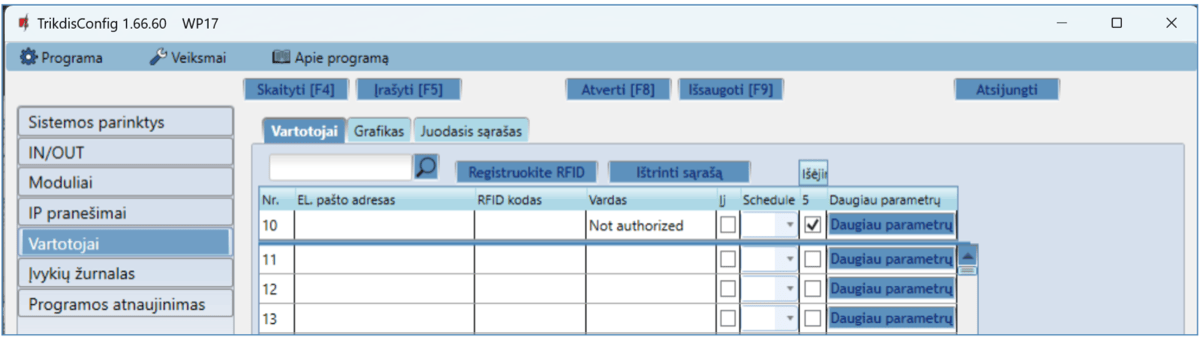 TrikdisConfig 1.66.60 WP17
Programa Veiksmai Apie programą
Skaityti [F4] Įrašyti [F5] Atverti [F8] Išsaugoti [F9] Atsijungti
Sistemos parinktys
IN/OUT
Moduliai
IP pranešimai
Vartotojai
Įvykių žurnalas
Programos atnaujinimas
Vartotojai Grafikas Juodasis sąrašas
Registruokite RFID Ištrinti sąrašą Išėjir
Nr. EL. pašto adresas RFID kodas Vardas Įj Schedule 5 Daugiau parametrų
10 Not authorized Daugiau parametrų
11 Daugiau parametrų
12 Daugiau parametrų
13 Daugiau parametrų